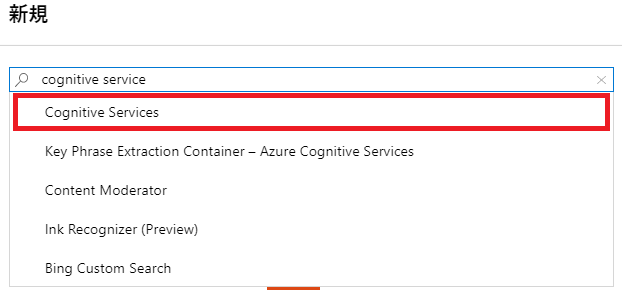 新規
cognitive service
Cognitive Services
Key Phrase Extraction Container – Azure Cognitive Services
Content Moderator
Ink Recognizer (Preview)
Bing Custom Search